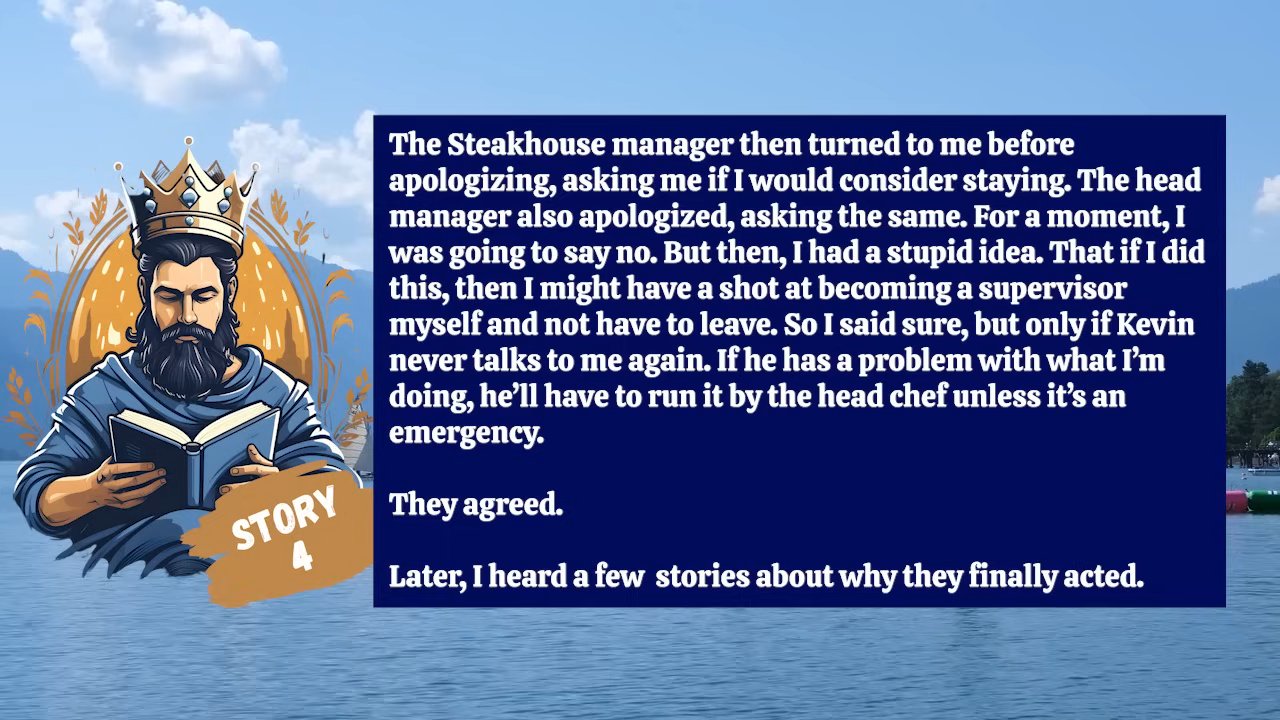 The Steakhouse manager then turned to me before
apologizing, asking me if I would consider staying. The head
manager also apologized, asking the same. For a moment, I
was going to say no. But then, I had a stupid idea. That if I did
this, then I might have a shot at becoming a supervisor
myself and not have to leave. So I said sure, but only if Kevin
never talks to me again. If he has a problem with what I’m
doing, he’ll have to run it by the head chef unless it’s an
emergency.
They agreed.
Later, I heard a few  stories about why they finally acted.
STORY
4